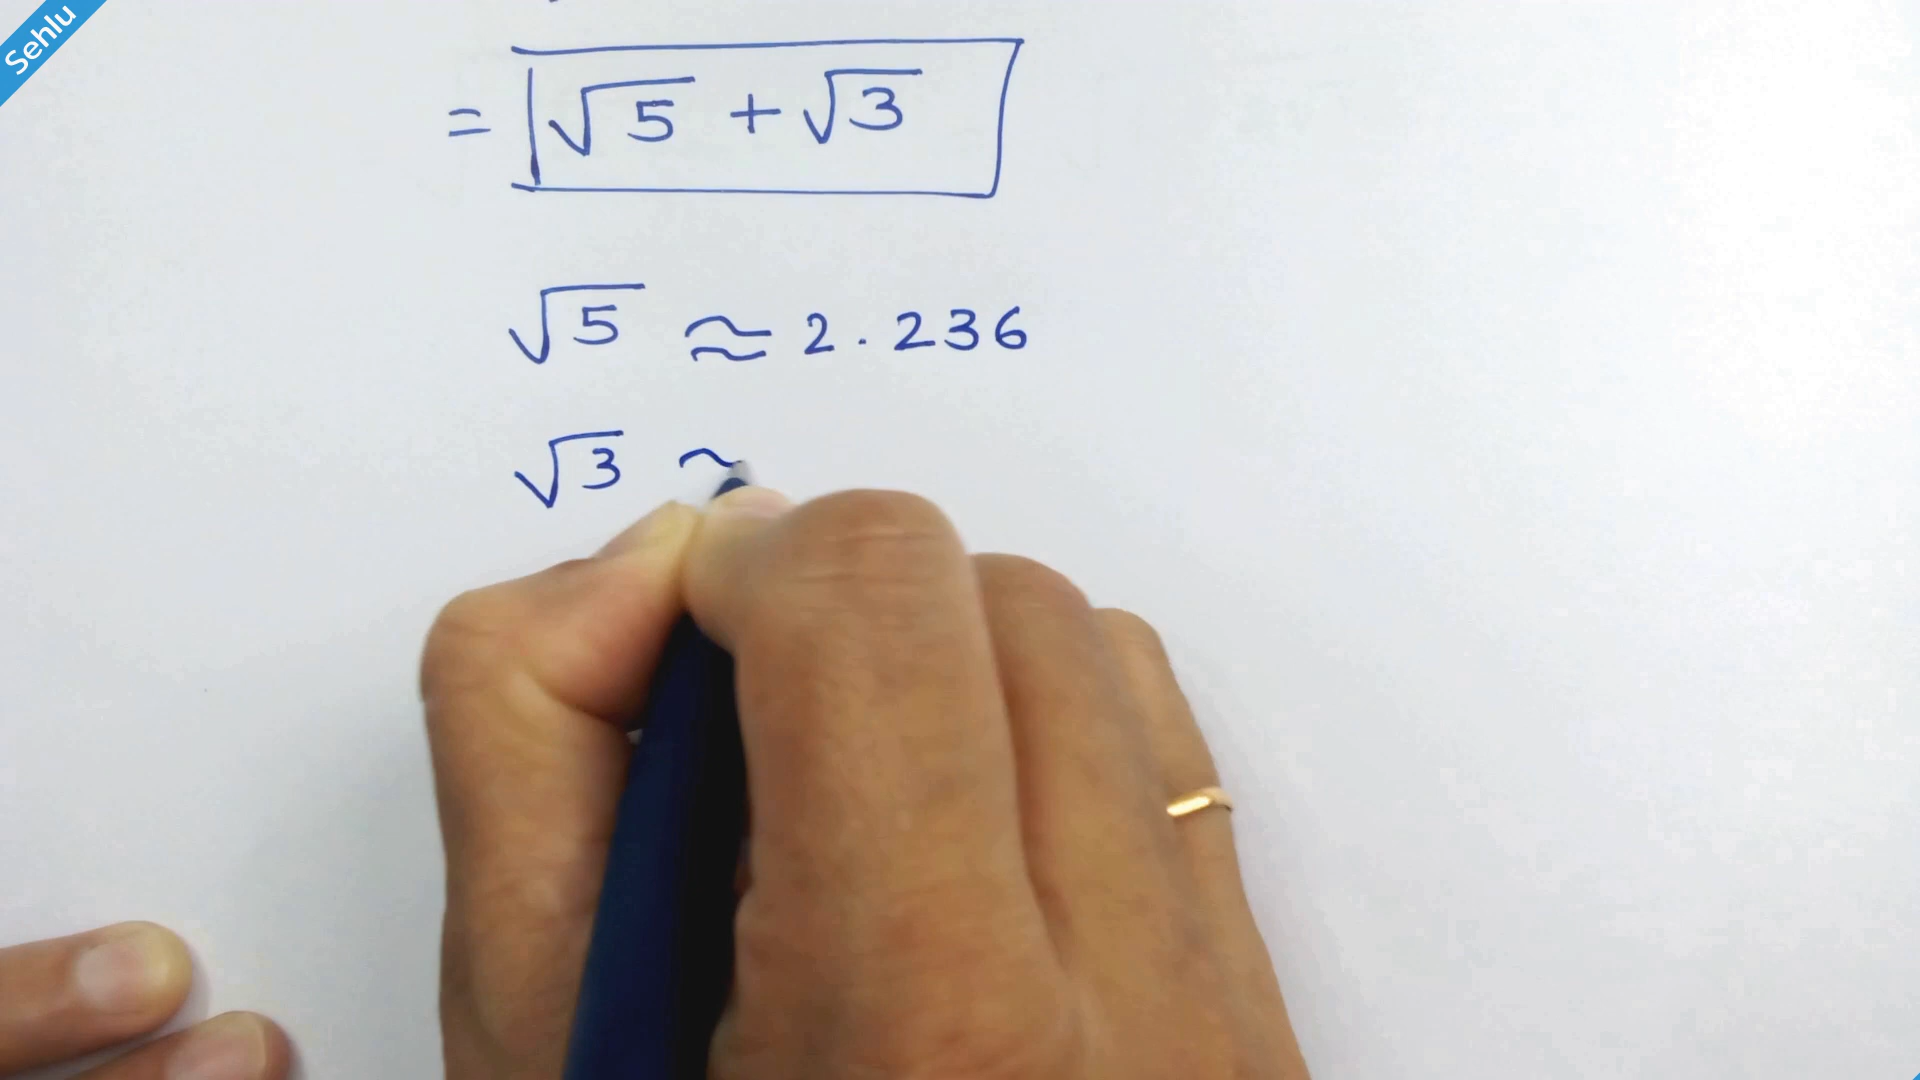 Sehlu
= √5 + √3
√5 ≈ 2.236
√3 ~